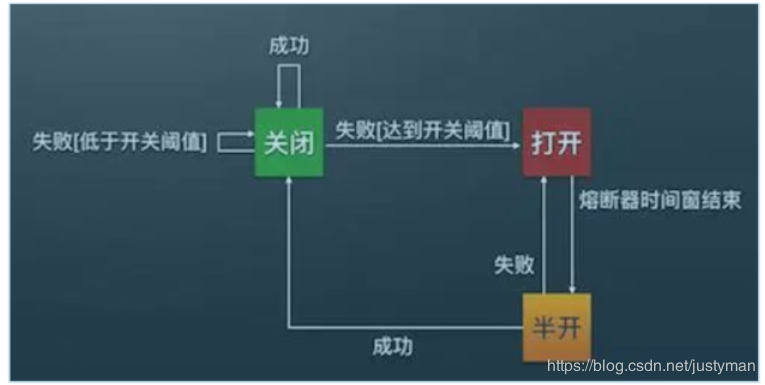 成功
失败[低于开关阈值]
关闭
失败[达到开关阈值]
打开
熔断器时间窗结束
失败
半开
成功
https://blog.csdn.net/justyman